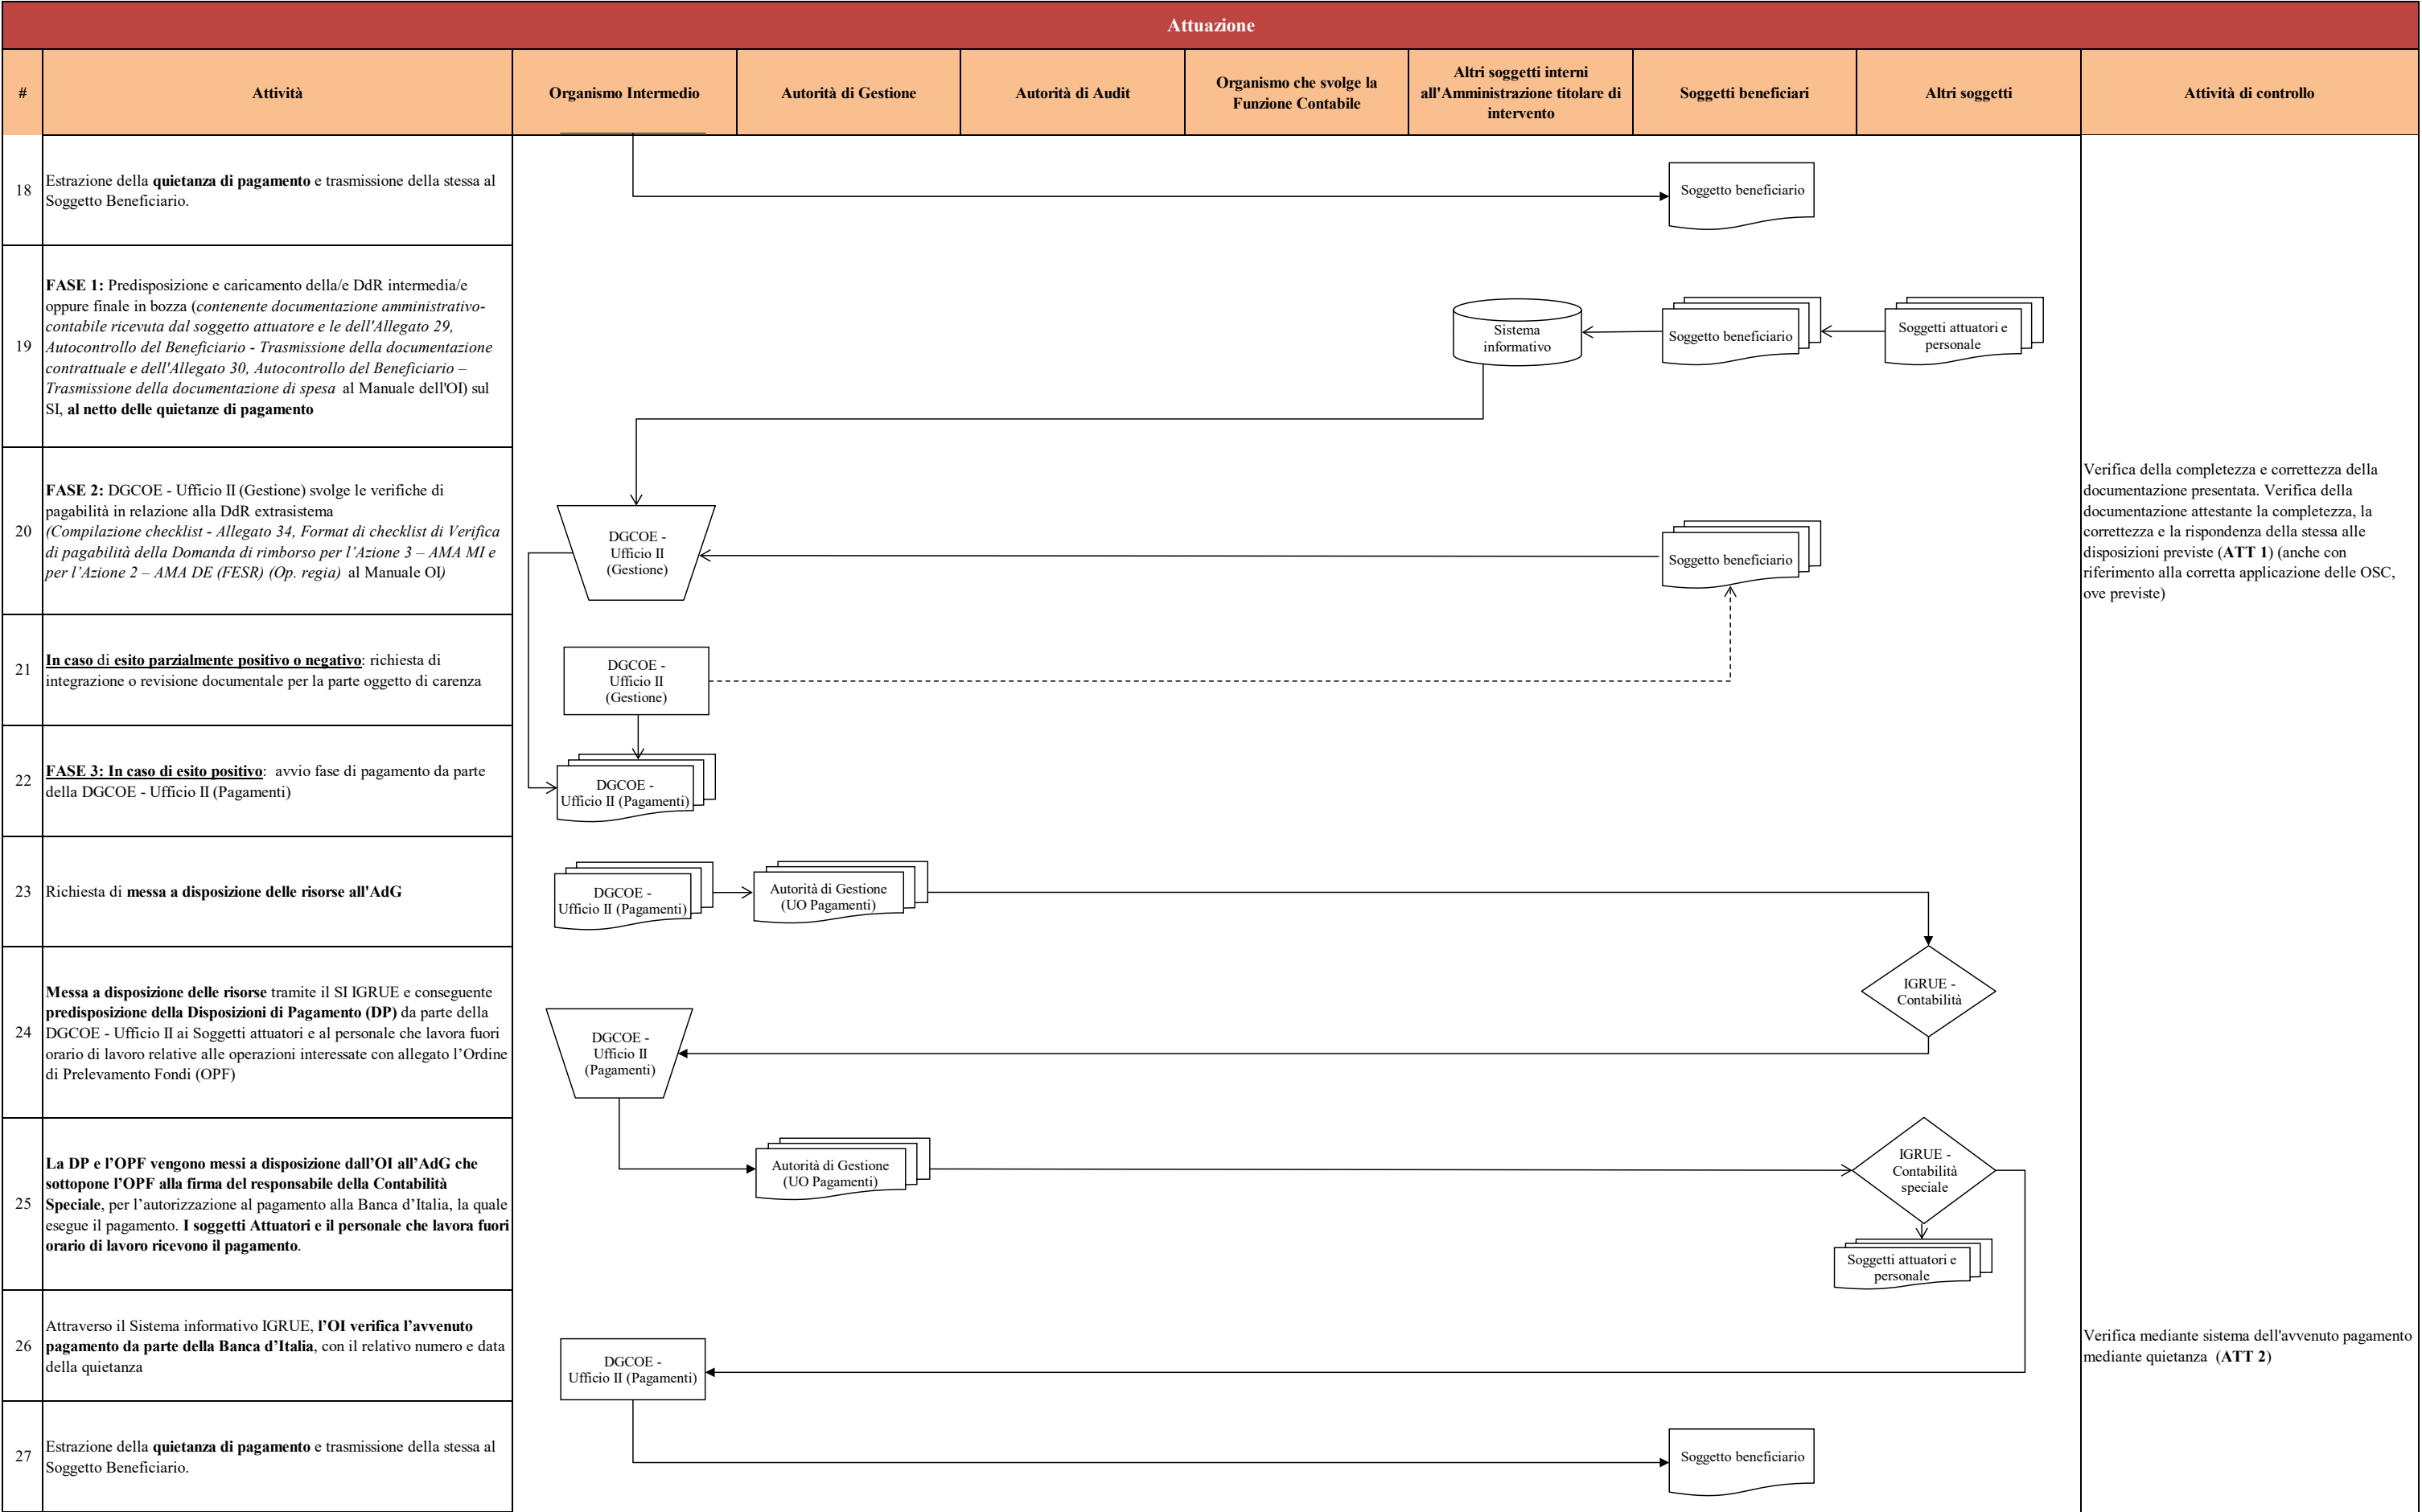 Attuazione
#
Attività
Organismo Intermedio
Autorità di Gestione
Autorità di Audit
Organismo che svolge la
Funzione Contabile
Altri soggetti interni
all'Amministrazione titolare di
intervento
Soggetti beneficiari
Altri soggetti
Attività di controllo
18
Estrazione della quietanza di pagamento e trasmissione della stessa al
Soggetto Beneficiario.
Soggetto beneficiario
19
FASE 1: Predisposizione e caricamento della/e DdR intermedia/e
oppure finale in bozza (contenente documentazione amministrativo-
contabile ricevuta dal soggetto attuatore e le dell'Allegato 29,
Autocontrollo del Beneficiario - Trasmissione della documentazione
contrattuale e dell'Allegato 30, Autocontrollo del Beneficiario –
Trasmissione della documentazione di spesa al Manuale dell'OI) sul
SI, al netto delle quietanze di pagamento
Sistema
informativo
Soggetto beneficiario
Soggetti attuatori e
personale
20
FASE 2: DGCOE - Ufficio II (Gestione) svolge le verifiche di
pagabilità in relazione alla DdR extrasistema
(Compilazione checklist - Allegato 34, Format di checklist di Verifica
di pagabilità della Domanda di rimborso per l’Azione 3 – AMA MI e
per l’Azione 2 – AMA DE (FESR) (Op. regia) al Manuale OI)
DGCOE -
Ufficio II
(Gestione)
Soggetto beneficiario
Verifica della completezza e correttezza della
documentazione presentata. Verifica della
documentazione attestante la completezza, la
correttezza e la rispondenza della stessa alle
disposizioni previste (ATT 1) (anche con
riferimento alla corretta applicazione delle OSC,
ove previste)
21
In caso di esito parzialmente positivo o negativo: richiesta di
integrazione o revisione documentale per la parte oggetto di carenza
DGCOE -
Ufficio II
(Gestione)
22
FASE 3: In caso di esito positivo: avvio fase di pagamento da parte
della DGCOE - Ufficio II (Pagamenti)
DGCOE -
Ufficio II (Pagamenti)
23
Richiesta di messa a disposizione delle risorse all'AdG
DGCOE -
Ufficio II (Pagamenti)
Autorità di Gestione
(UO Pagamenti)
24
Messa a disposizione delle risorse tramite il SI IGRUE e conseguente
predisposizione della Disposizioni di Pagamento (DP) da parte della
DGCOE - Ufficio II ai Soggetti attuatori e al personale che lavora fuori
orario di lavoro relative alle operazioni interessate con allegato l’Ordine
di Prelevamento Fondi (OPF)
DGCOE -
Ufficio II
(Pagamenti)
IGRUE -
Contabilità
25
La DP e l’OPF vengono messi a disposizione dall’OI all’AdG che
sottopone l’OPF alla firma del responsabile della Contabilità
Speciale, per l’autorizzazione al pagamento alla Banca d’Italia, la quale
esegue il pagamento. I soggetti Attuatori e il personale che lavora fuori
orario di lavoro ricevono il pagamento.
Autorità di Gestione
(UO Pagamenti)
IGRUE -
Contabilità
speciale
Soggetti attuatori e
personale
26
Attraverso il Sistema informativo IGRUE, l’OI verifica l’avvenuto
pagamento da parte della Banca d’Italia, con il relativo numero e data
della quietanza
DGCOE -
Ufficio II (Pagamenti)
Verifica mediante sistema dell'avvenuto pagamento
mediante quietanza (ATT 2)
27
Estrazione della quietanza di pagamento e trasmissione della stessa al
Soggetto Beneficiario.
Soggetto beneficiario